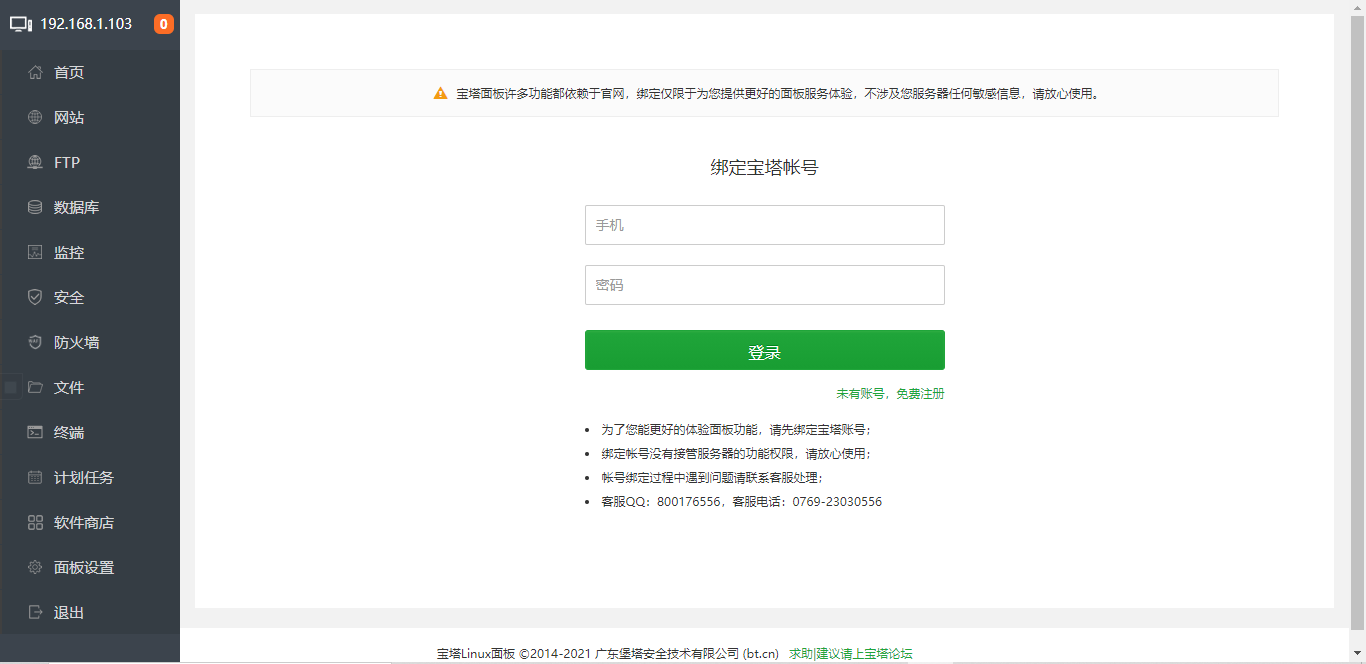 192.168.1.103 0
首页
网站
FTP
数据库
监控
安全
防火墙
文件
终端
计划任务
软件商店
面板设置
退出
宝塔面板许多功能都依赖于官网，绑定仅限于为您提供更好的面板服务体验，不涉及您服务器任何敏感信息，请放心使用。
绑定宝塔帐号
手机
密码
登录
未有账号，免费注册
为了您能更好的体验面板功能，请先绑定宝塔账号；
绑定帐号没有接管服务器的功能权限，请放心使用；
帐号绑定过程中遇到问题请联系客服处理；
客服QQ：800176556，客服电话：0769-23030556
宝塔Linux面板 ©2014-2021 广东堡塔安全技术有限公司 (bt.cn) 求助|建议请上宝塔论坛